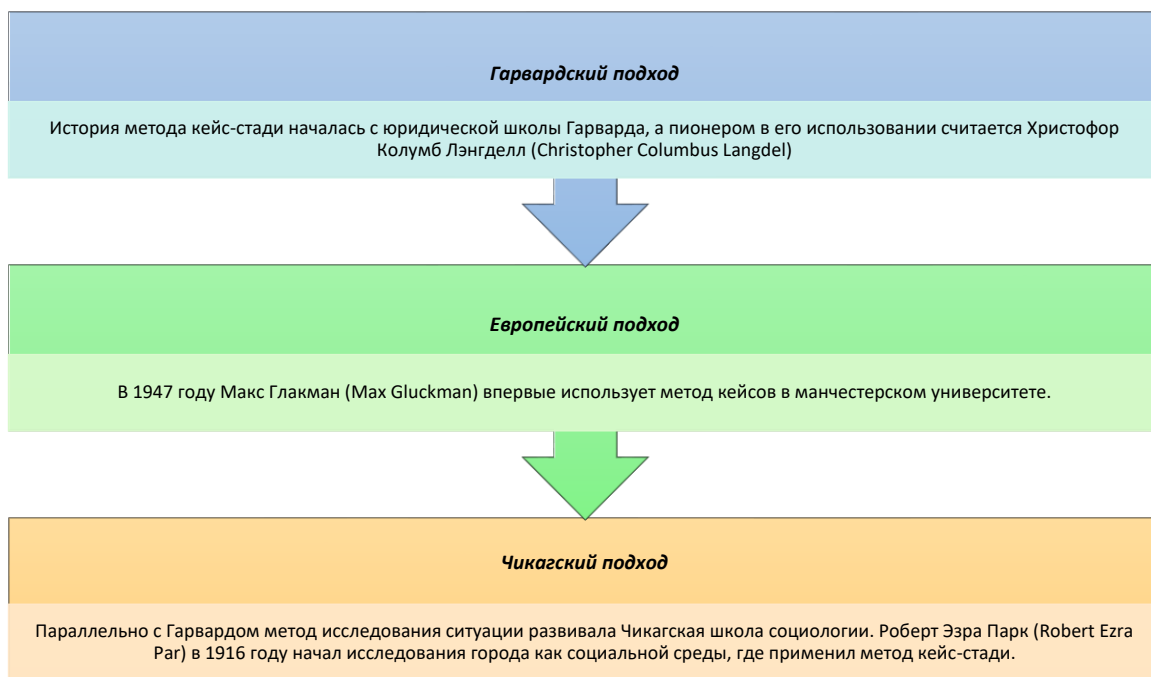 Гарвардский подход
История метода кейс-стади началась с юридической школы Гарварда, а пионером в его использовании считается Христофор
Колумб Лэнгделл (Christopher Columbus Langdel)
Европейский подход
В 1947 году Макс Глакман (Max Gluckman) впервые использует метод кейсов в манчестерском университете.
Чикагский подход
Параллельно с Гарвардом метод исследования ситуации развивала Чикагская школа социологии. Роберт Эзра Парк (Robert Ezra
Par) в 1916 году начал исследования города как социальной среды, где применил метод кейс-стади.